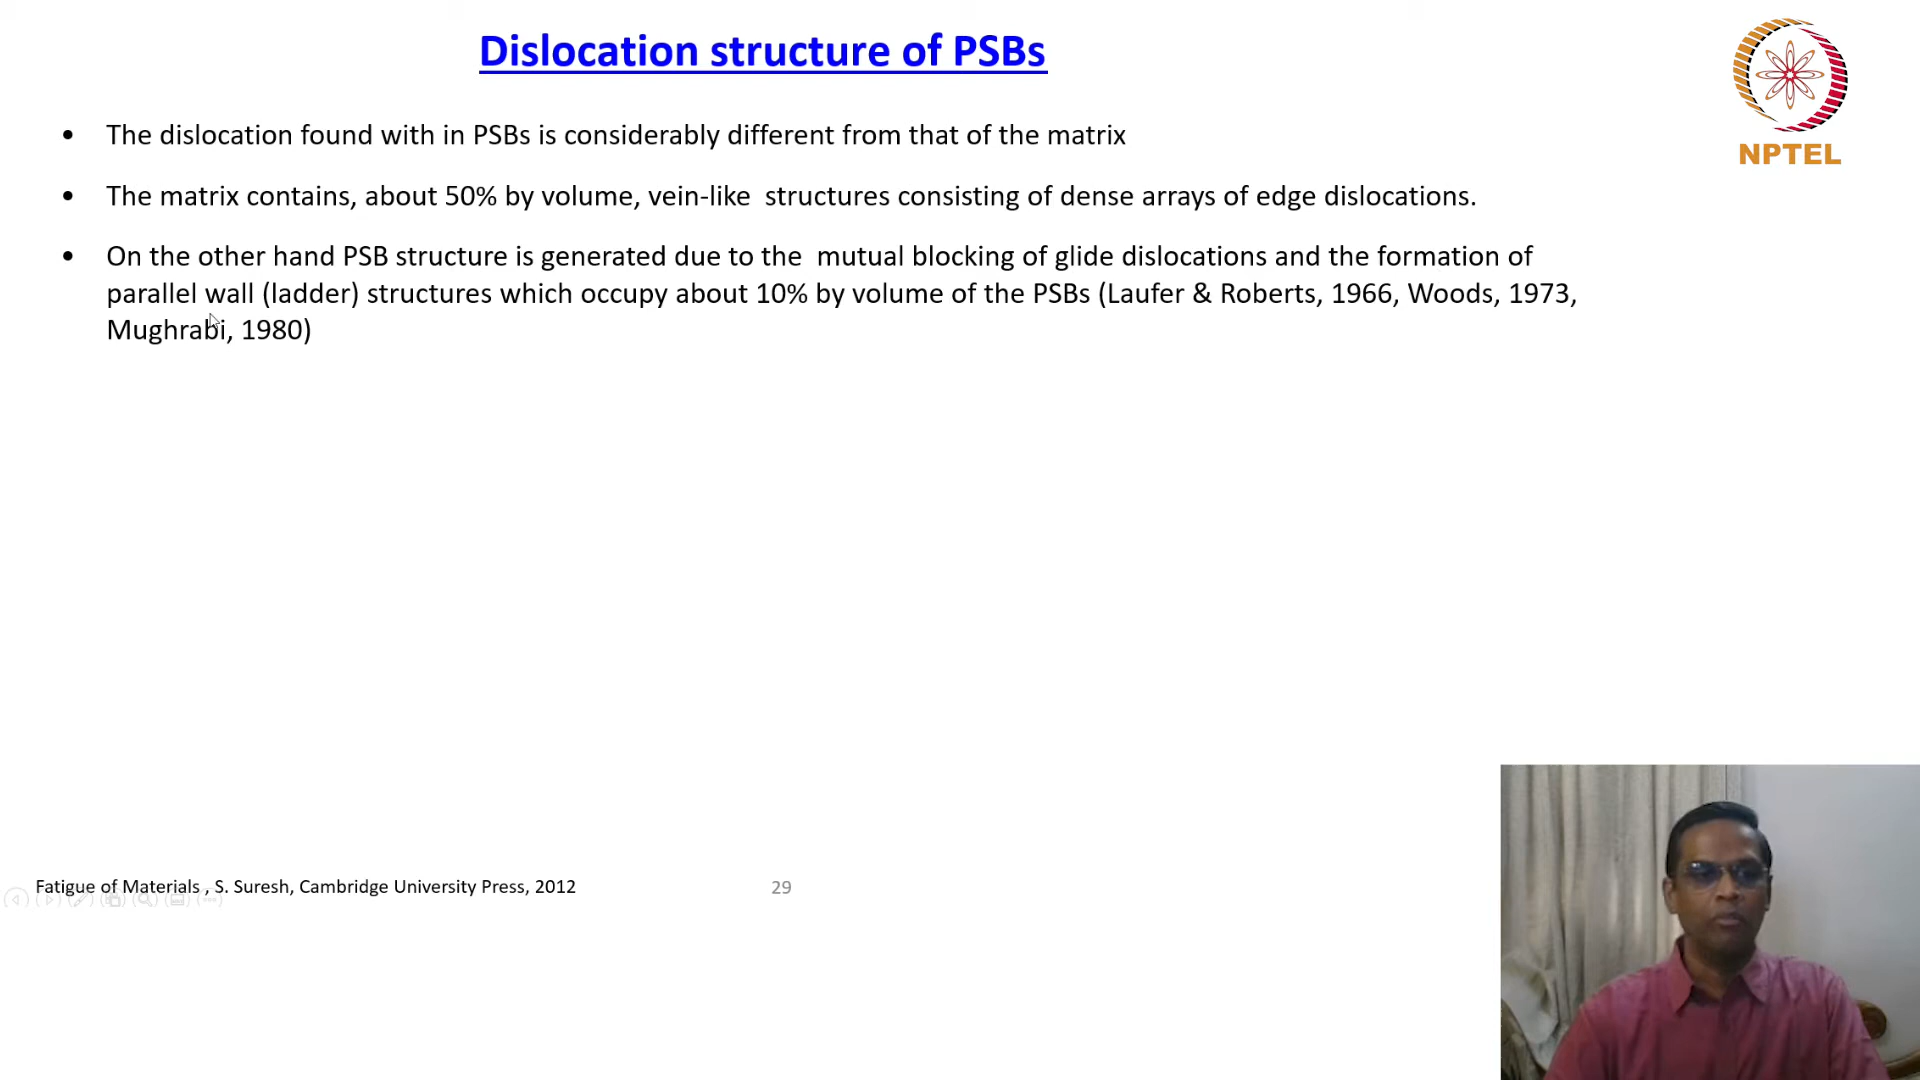 Dislocation structure of PSBs
NPTEL
• The dislocation found with in PSBs is considerably different from that of the matrix
• The matrix contains, about 50% by volume, vein-like structures consisting of dense arrays of edge dislocations.
• On the other hand PSB structure is generated due to the mutual blocking of glide dislocations and the formation of
parallel wall (ladder) structures which occupy about 10% by volume of the PSBs (Laufer & Roberts, 1966, Woods, 1973,
Mughrabi, 1980)
Fatigue of Materials , S. Suresh, Cambridge University Press, 2012
29